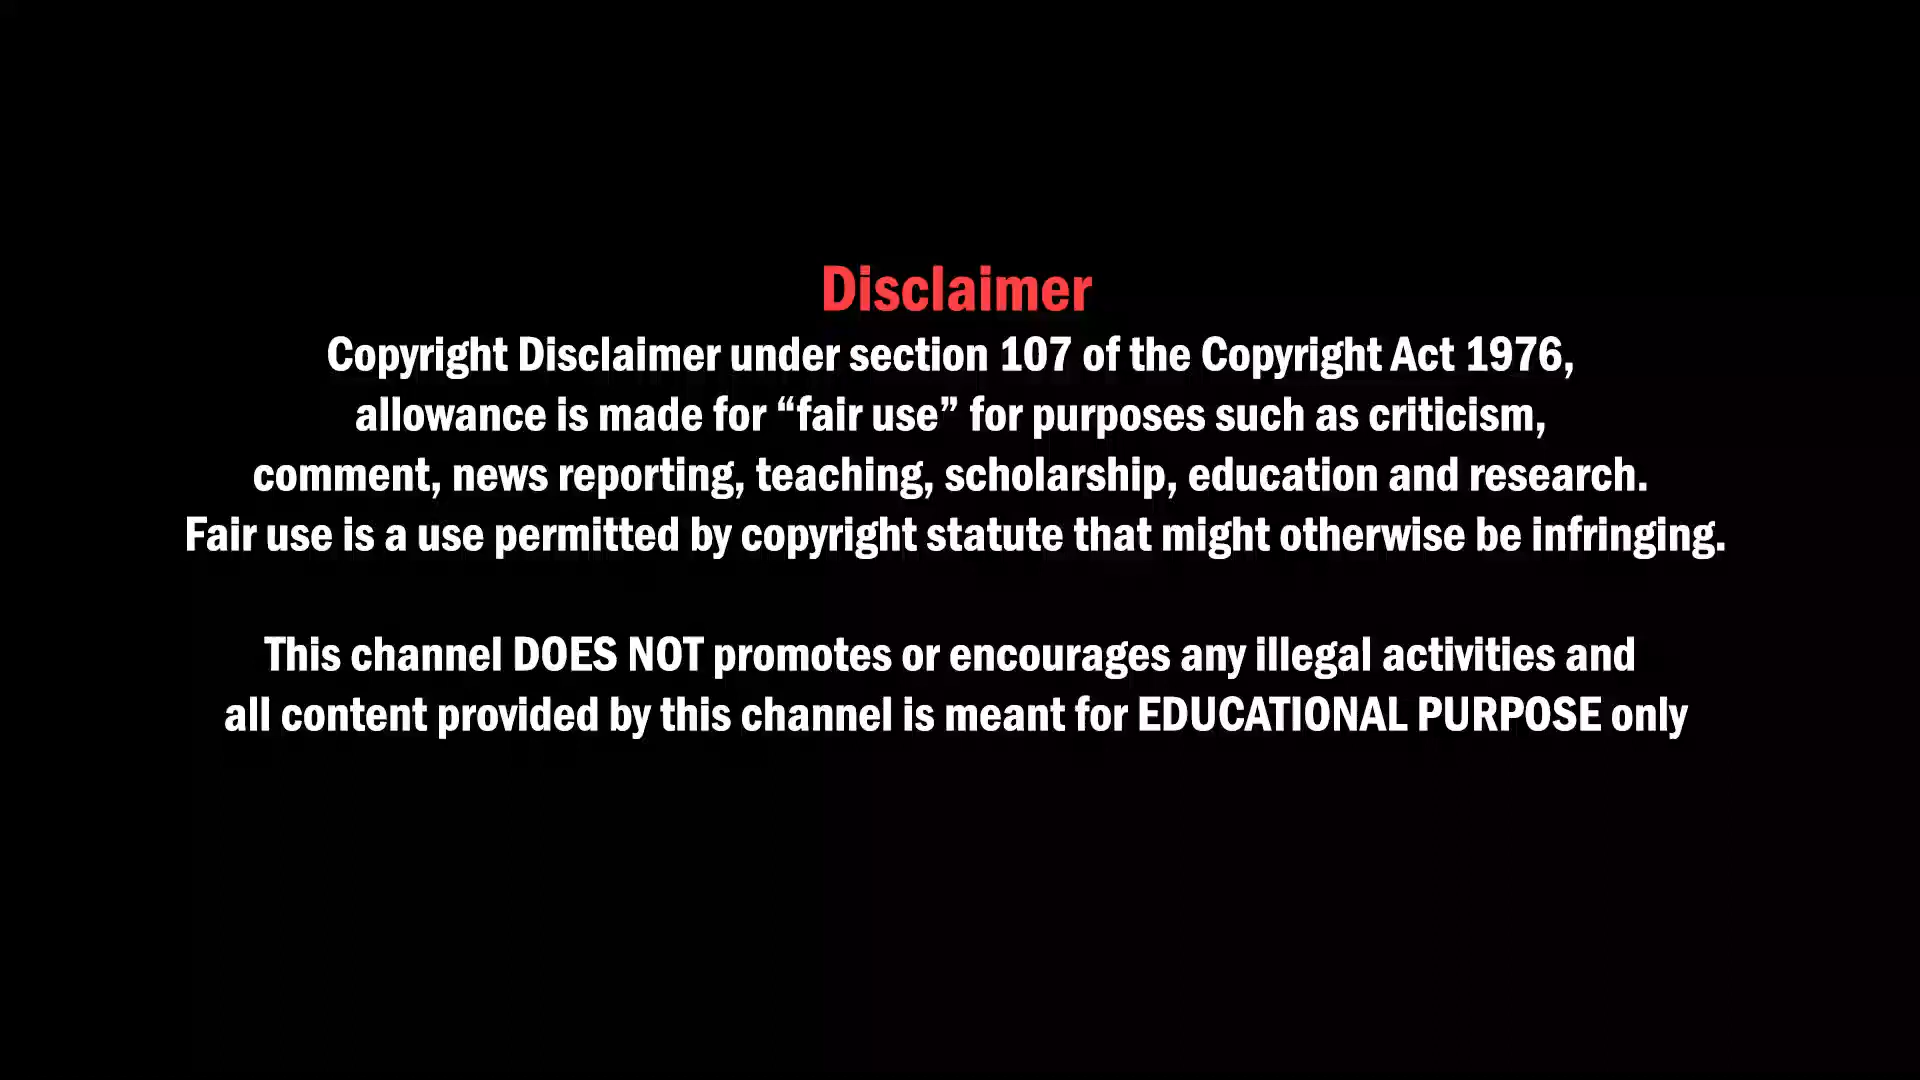 Disclaimer
Copyright Disclaimer under section 107 of the Copyright Act 1976,
allowance is made for “fair use” for purposes such as criticism,
comment, news reporting, teaching, scholarship, education and research.
Fair use is a use permitted by copyright statute that might otherwise be infringing.
This channel DOES NOT promotes or encourages any illegal activities and
all content provided by this channel is meant for EDUCATIONAL PURPOSE only